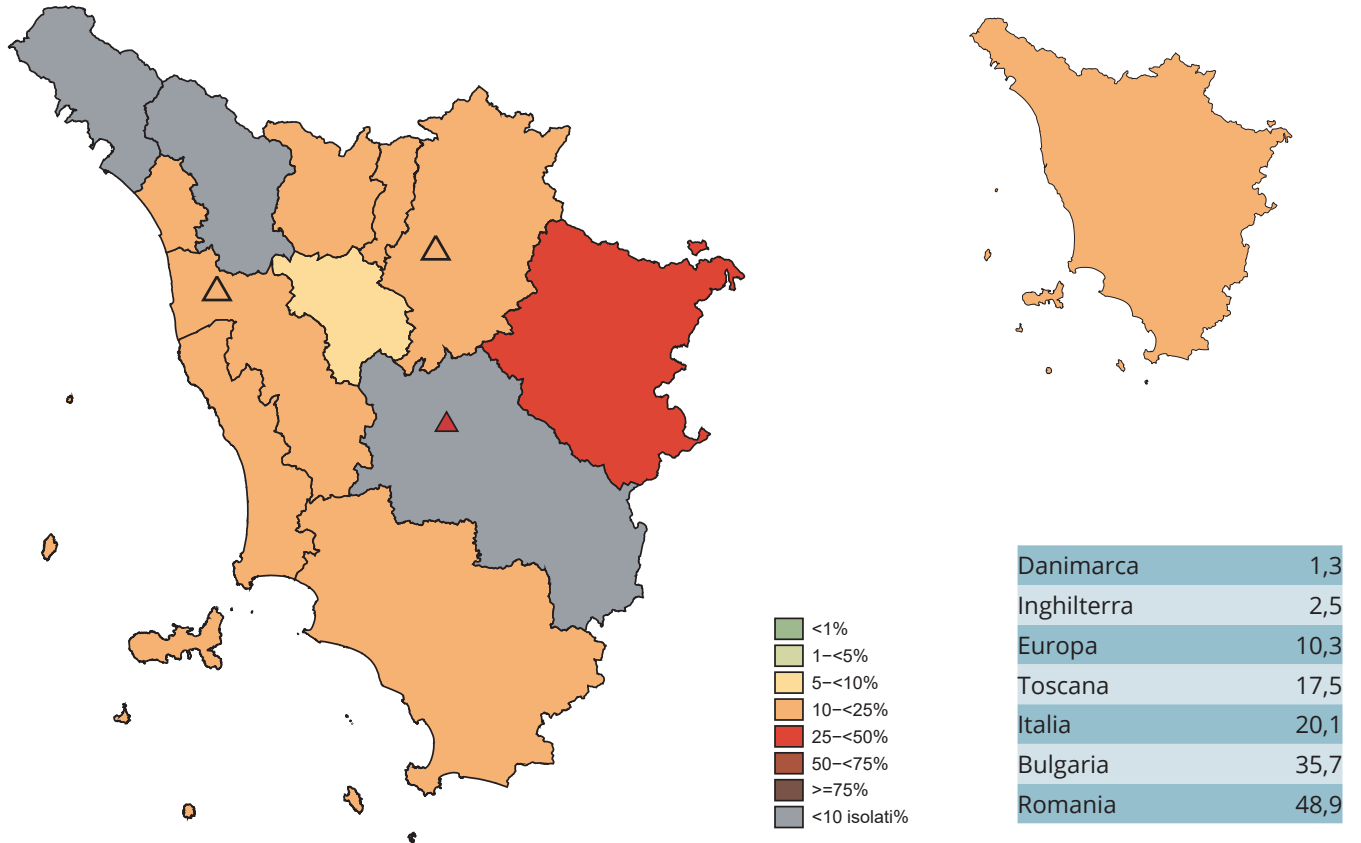 <1%
1−<5%
5−<10%
10−<25%
25−<50%
50−<75%
>=75%
<10 isolati%
Danimarca 1,3
Inghilterra 2,5
Europa 10,3
Toscana 17,5
Italia 20,1
Bulgaria 35,7
Romania 48,9